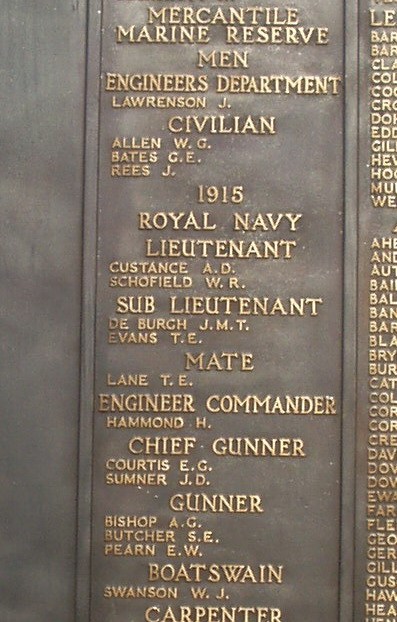 MERCANTILE
MARINE RESERVE
MEN
ENGINEERS DEPARTMENT
LAWRENSON J.
CIVILIAN
ALLEN W. G.
BATES G.E.
REES J.
1915
ROYAL NAVY
LIEUTENANT
CUSTANCE A.D.
SCHOFIELD W.R.
SUB LIEUTENANT
DE BURGH J.M.T.
EVANS T.E.
MATE
LANE T.E.
ENGINEER COMMANDER
HAMMOND H.
CHIEF GUNNER
COURTIS E.G.
SUMNER J.D.
GUNNER
BISHOP A.G.
BUTCHER S.E.
PEARN E.W.
BOATSWAIN
SWANSON W. J.
CARPENTER